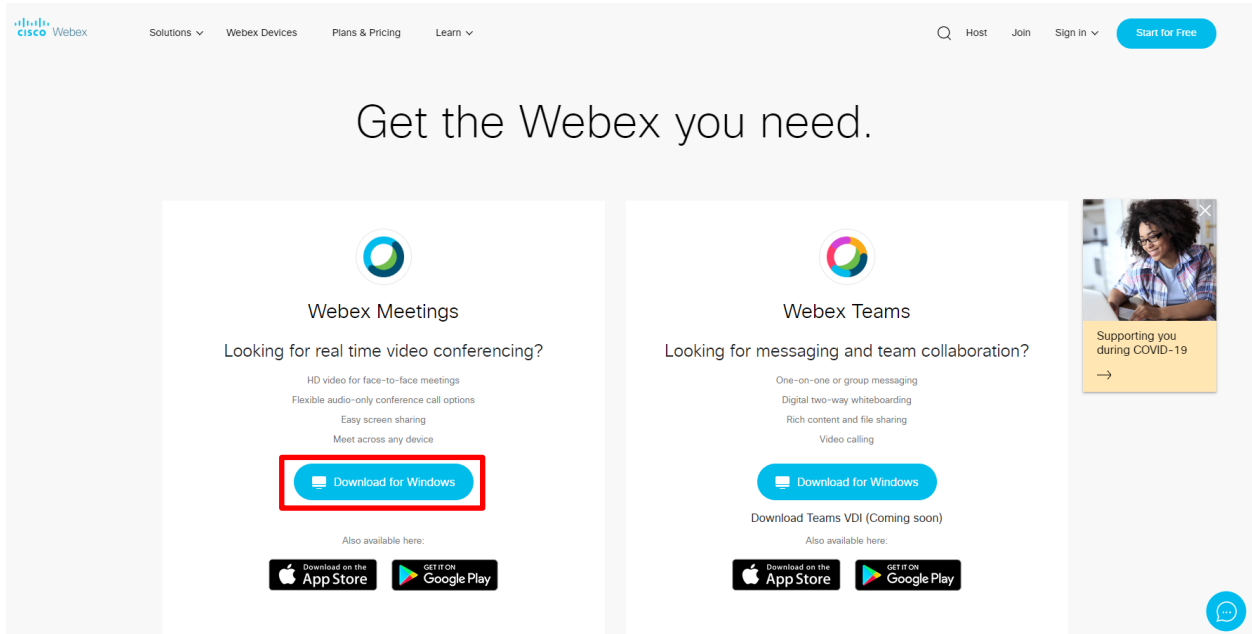 CISCO Webex
Solutions Webex Devices Plans & Pricing Learn Host Join Sign in Start for Free
Get the Webex you need.
Webex Meetings
Looking for real time video conferencing?
HD video for face-to-face meetings
Flexible audio-only conference call options
Easy screen sharing
Meet across any device
Download for Windows
Also available here:
Download on the
App Store
GET IT ON
Google Play
Webex Teams
Looking for messaging and team collaboration?
One-on-one or group messaging
Digital two-way whiteboarding
Rich content and file sharing
Video calling
Download for Windows
Download Teams VDI (Coming soon)
Also available here:
Download on the
App Store
GET IT ON
Google Play
Supporting you
during COVID-19